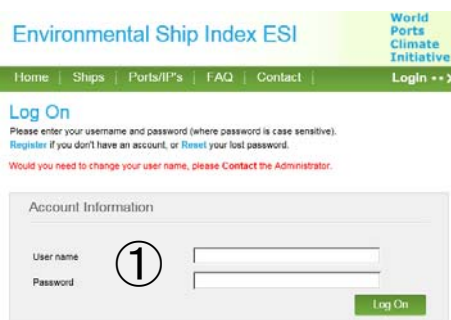 Environmental Ship Index ESI
World
Ports
Climate
Initiative
Home | Ships | Ports/IP's | FAQ | Contact |
Login
Log On
Please enter your username and password (where password is case sensitive).
Register if you don't have an account, or Reset your lost password.
Would you need to change your user name, please Contact the Administrator.
Account Information
User name
①
Password
Log On